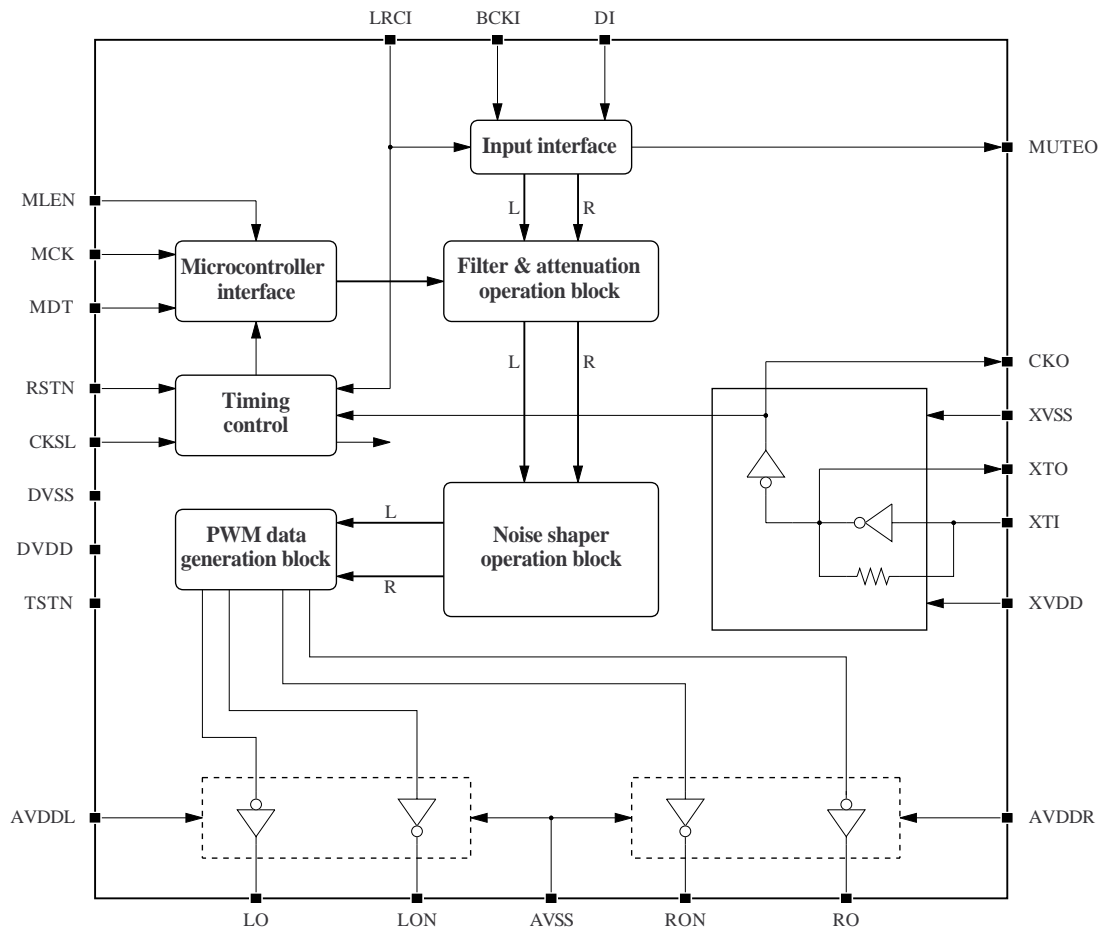 LRCI BCKI DI
Input interface
MUTEO
L R
MLEN
MCK
MDT
Microcontroller
interface
Filter & attenuation
operation block
L R
CKO
RSTN
CKSL
Timing
control
XVSS
XTO
XTI
XVDD
DVSS
DVDD
TSTN
PWM data
generation block
L
R
Noise shaper
operation block
AVDDL
AVDDR
LO LON AVSS RON RO